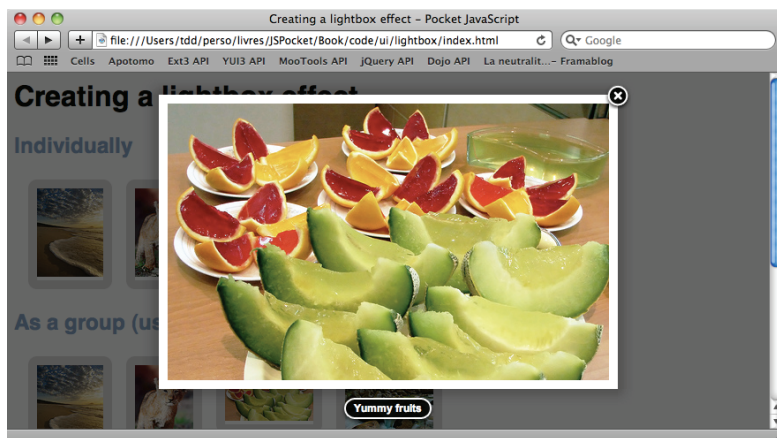 Creating a lightbox effect – Pocket JavaScript
file:///Users/tdd/perso/livres/JSPocket/Book/code/ui/lightbox/index.html
Google
Cells Apotomo Ext3 API YUI3 API MooTools API jQuery API Dojo API La neutralit...– Framablog
Creating a lightbox effect
Individually
As a group (us
Yummy fruits